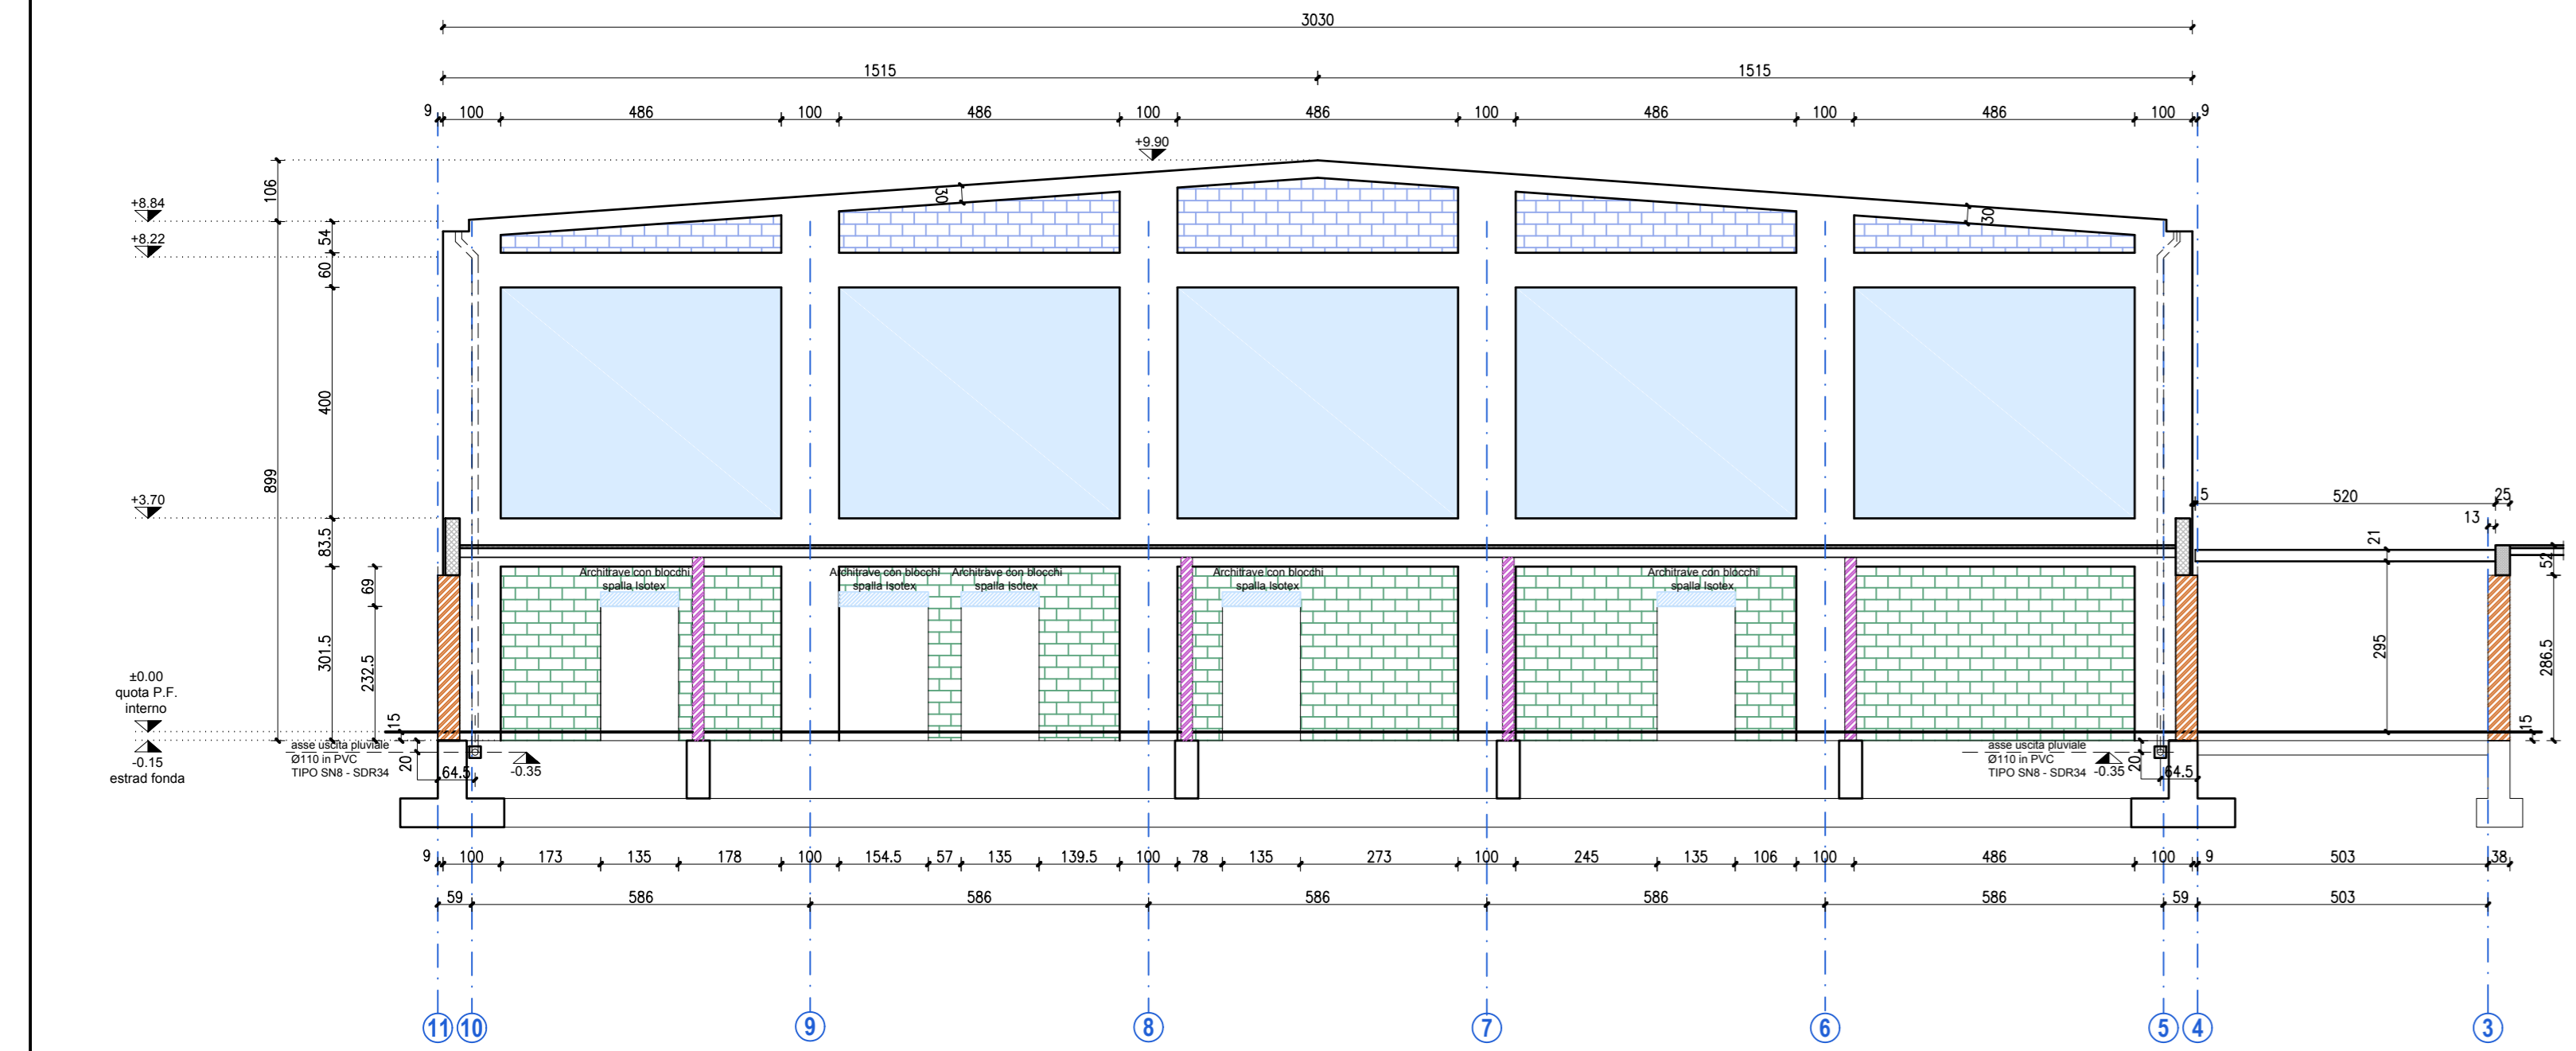 3030
1515 1515
9 100 486 100 486 100 486 100 486 100 486 100 9
+9.90
106
+8.84
30
30
54
+8.22
60
400
899
+3.70
5 520 25
13
83.5
21
52
Architrave con blocchi
spalla Isotex
Architrave con blocchi
spalla Isotex
Architrave con blocchi
spalla Isotex
Architrave con blocchi
spalla Isotex
Architrave con blocchi
spalla Isotex
69
301.5
232.5
295
286.5
±0.00
quota P.F.
interno
15
15
-0.15
estrad fonda
asse uscita pluviale
Ø110 in PVC
TIPO SN8 - SDR34
20
64.5
-0.35
asse uscita pluviale
Ø110 in PVC
TIPO SN8 - SDR34
-0.35
20
64.5
9 100 173 135 178 100 154.5 57 135 139.5 100 78 135 273 100 245 135 106 100 486 100 9 503 38
59 586 586 586 586 586 59 503
11 10 9 8 7 6 5 4 3